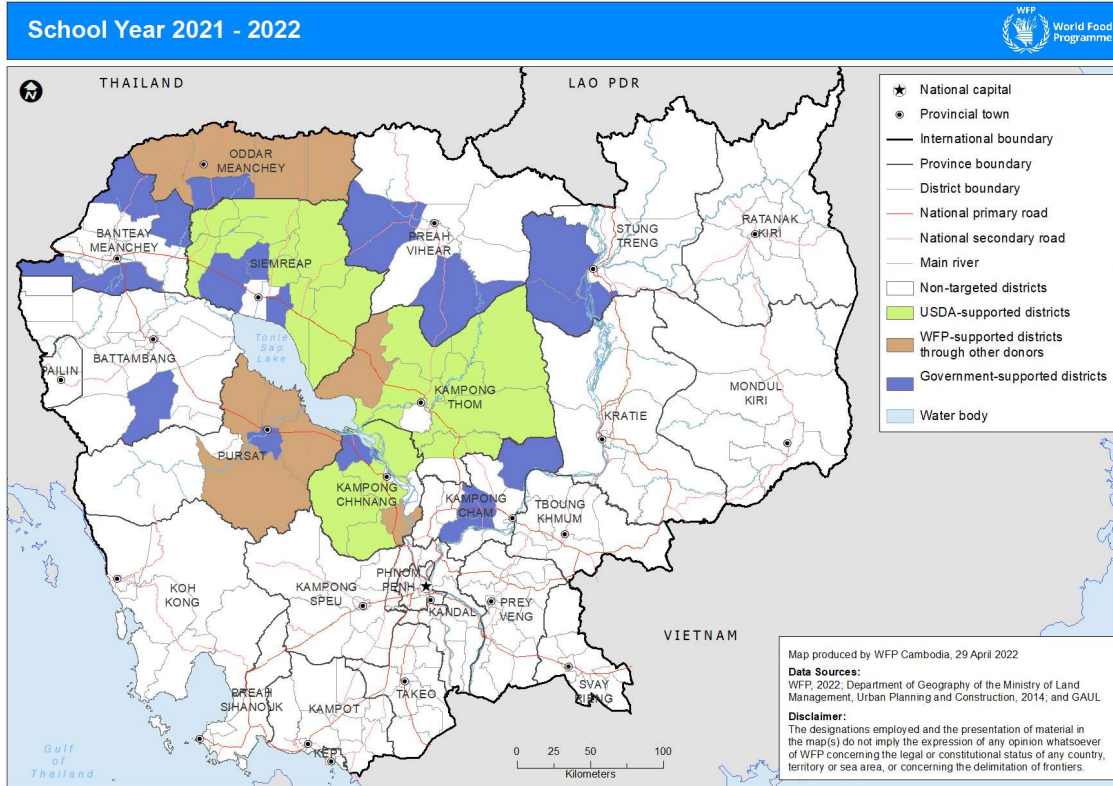 School Year 2021 - 2022
WFP
World Food
Programme
THAILAND
LAO PDR
ODDAR
MEANCHEY
BANTEAY
MEANCHEY
SIEMREAP
PREAH
VIHEAR
STUNG
TRENG
RATANAK
KIRI
Tonle
Sap
Lake
BATTAMBANG
PAILIN
KAMPONG
THOM
MONDUL
KIRI
KRATIE
PURSAT
KAMPONG
CHHNANG
KAMPONG
CHAM
TBOUNG
KHMUM
KOH
KONG
KAMPONG
SPEU
PHNOM
PENH
KANDAL
PREY
VENG
VIETNAM
PREAH
SIHANOUK
KAMPOT
TAKEO
SVAY
RIENG
KEP
Gulf
of
Thailand
0 25 50 100
Kilometers
National capital
Provincial town
International boundary
Province boundary
District boundary
National primary road
National secondary road
Main river
Non-targeted districts
USDA-supported districts
WFP-supported districts
through other donors
Government-supported districts
Water body
Map produced by WFP Cambodia, 29 April 2022
Data Sources:
WFP, 2022; Department of Geography of the Ministry of Land
Management, Urban Planning and Construction, 2014; and GAUL
Disclaimer:
The designations employed and the presentation of material in
the map(s) do not imply the expression of any opinion whatsoever
of WFP concerning the legal or constitutional status of any country,
territory or sea area, or concerning the delimitation of frontiers.